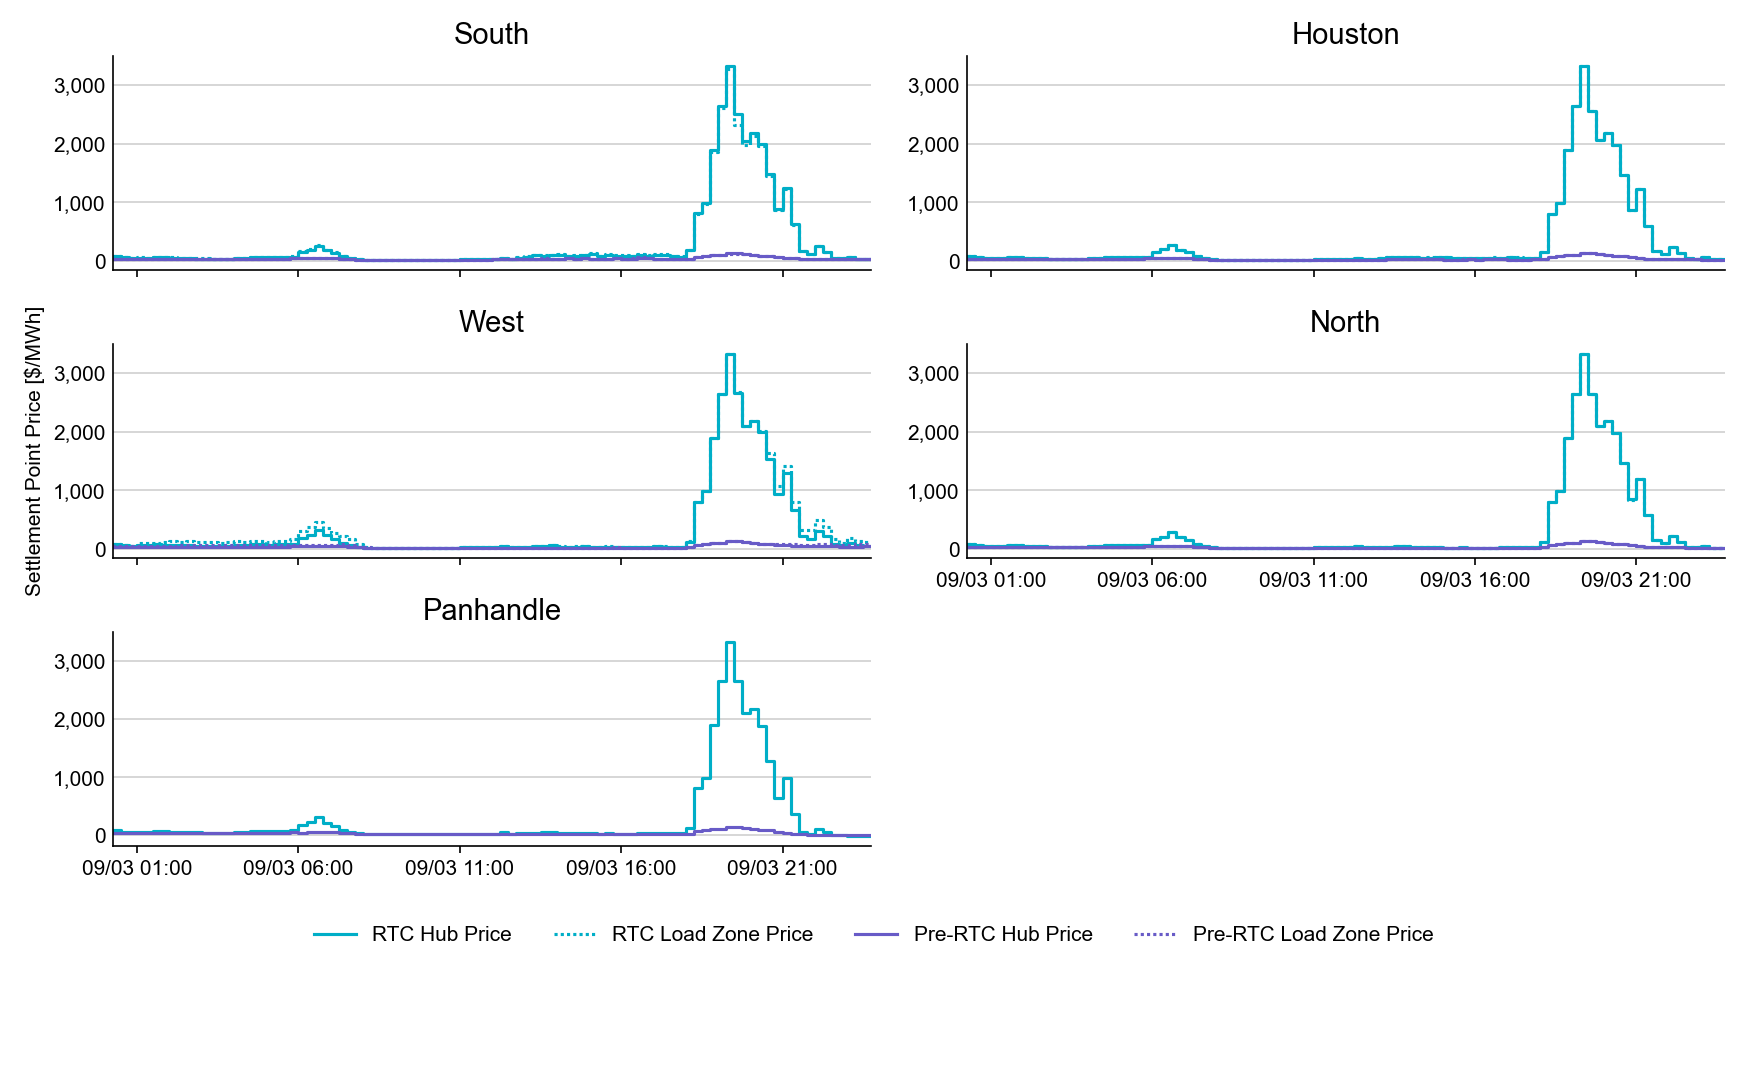 South
Houston
3,000
2,000
1,000
0
3,000
2,000
1,000
0
Settlement Point Price [$/MWh]
West
North
3,000
2,000
1,000
0
3,000
2,000
1,000
0
09/03 01:00 09/03 06:00 09/03 11:00 09/03 16:00 09/03 21:00
Panhandle
3,000
2,000
1,000
0
09/03 01:00 09/03 06:00 09/03 11:00 09/03 16:00 09/03 21:00
RTC Hub Price RTC Load Zone Price Pre-RTC Hub Price Pre-RTC Load Zone Price